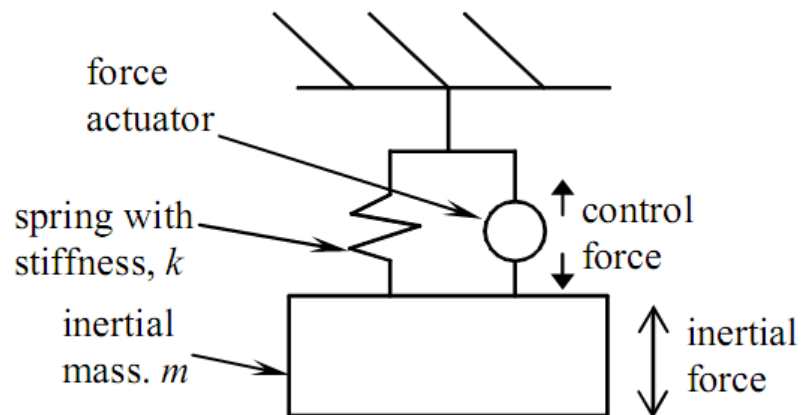 force
actuator
control
force
spring with
stiffness, k
inertial
mass. m
inertial
force